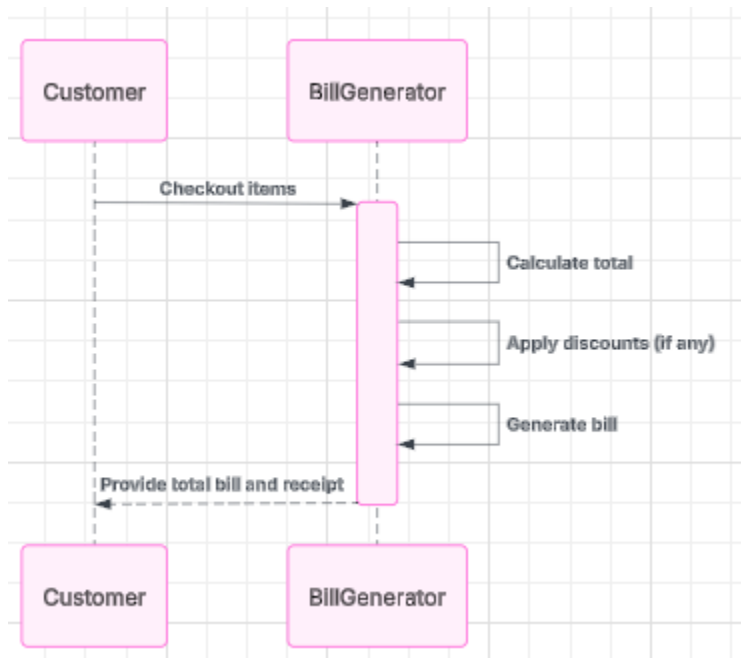 Customer
BillGenerator
Checkout items
Calculate total
Apply discounts (if any)
Generate bill
Provide total bill and receipt
Customer
BillGenerator